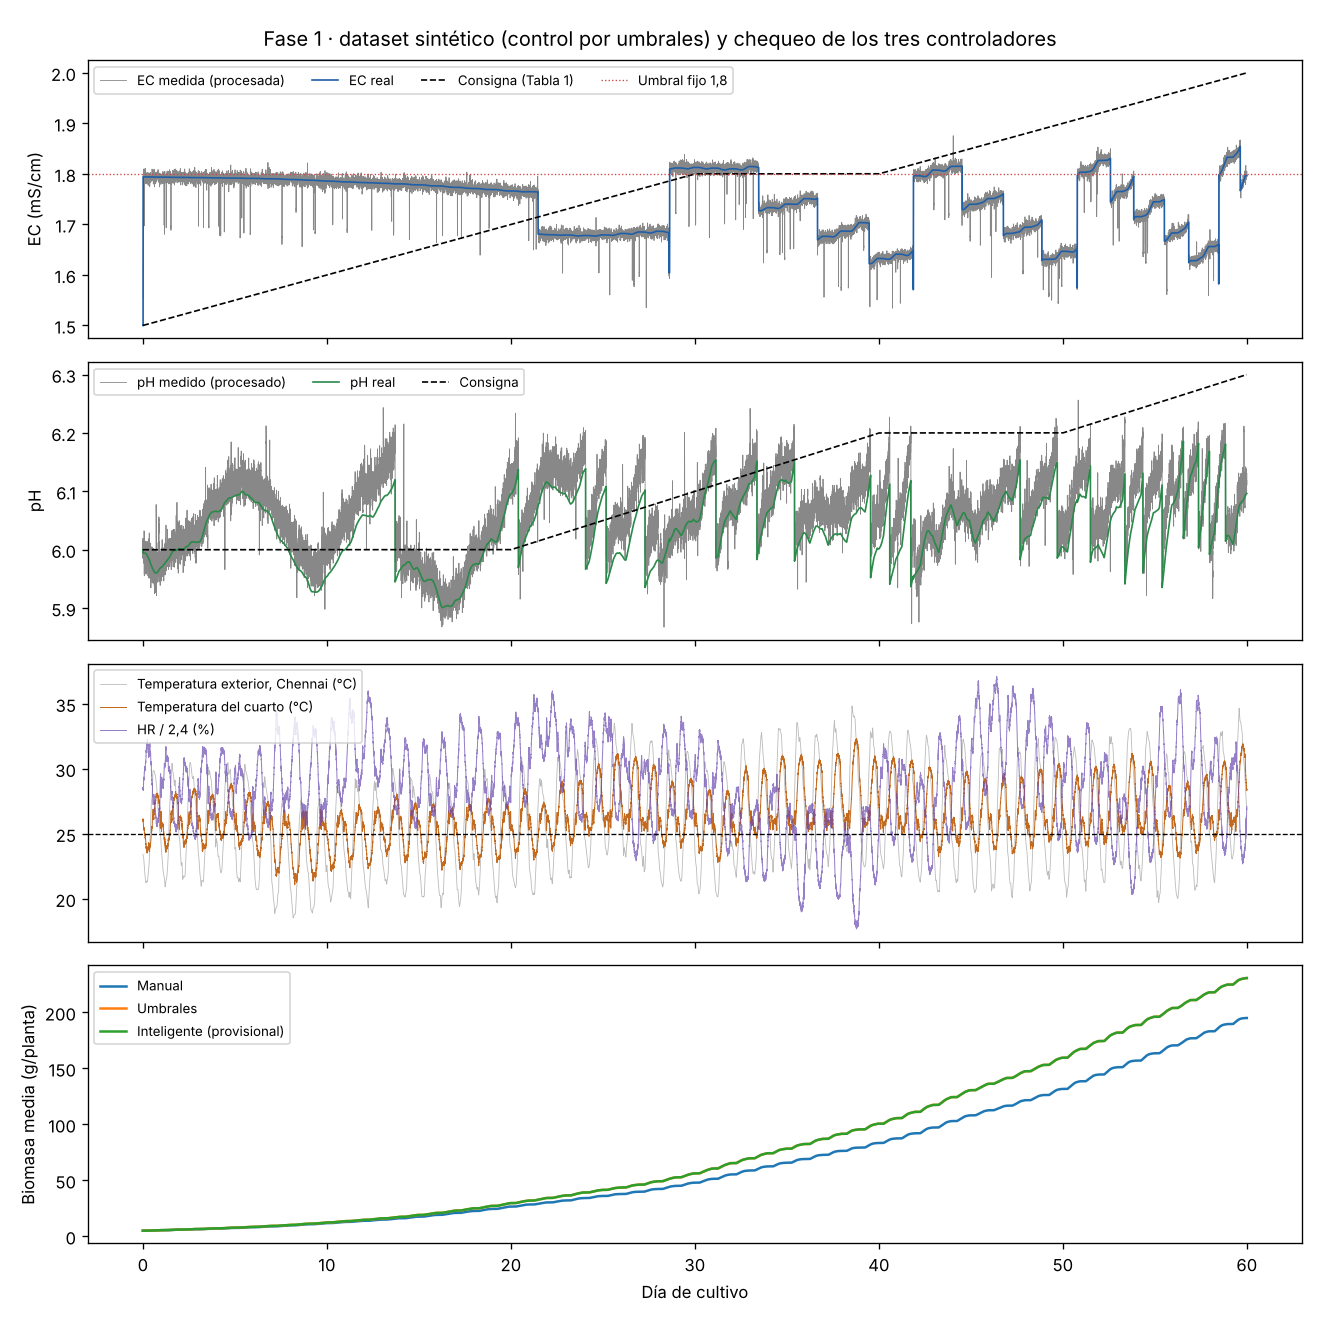 Fase 1 · dataset sintético (control por umbrales) y chequeo de los tres controladores
EC (mS/cm)
2.0
1.9
1.8
1.7
1.6
1.5
EC medida (procesada)
EC real
Consigna (Tabla 1)
Umbral fijo 1,8
pH
6.3
6.2
6.1
6.0
5.9
pH medido (procesado)
pH real
Consigna
35
30
25
20
Temperatura exterior, Chennai (°C)
Temperatura del cuarto (°C)
HR / 2,4 (%)
Biomasa media (g/planta)
200
150
100
50
0
Manual
Umbrales
Inteligente (provisional)
0 10 20 30 40 50 60
Día de cultivo